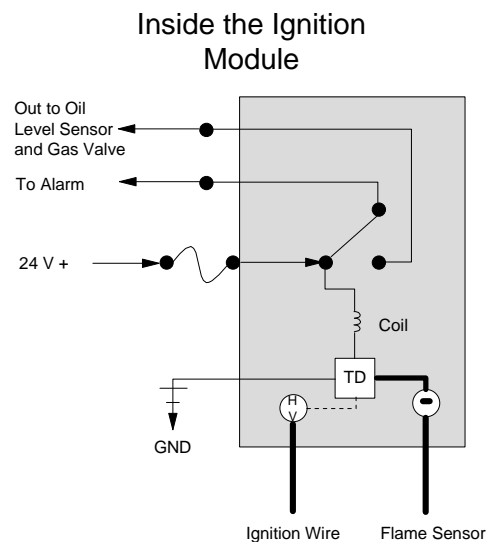 Inside the Ignition
Module
Out to Oil
Level Sensor
and Gas Valve
To Alarm
24 V +
Coil
TD
H
V
GND
Ignition Wire
Flame Sensor